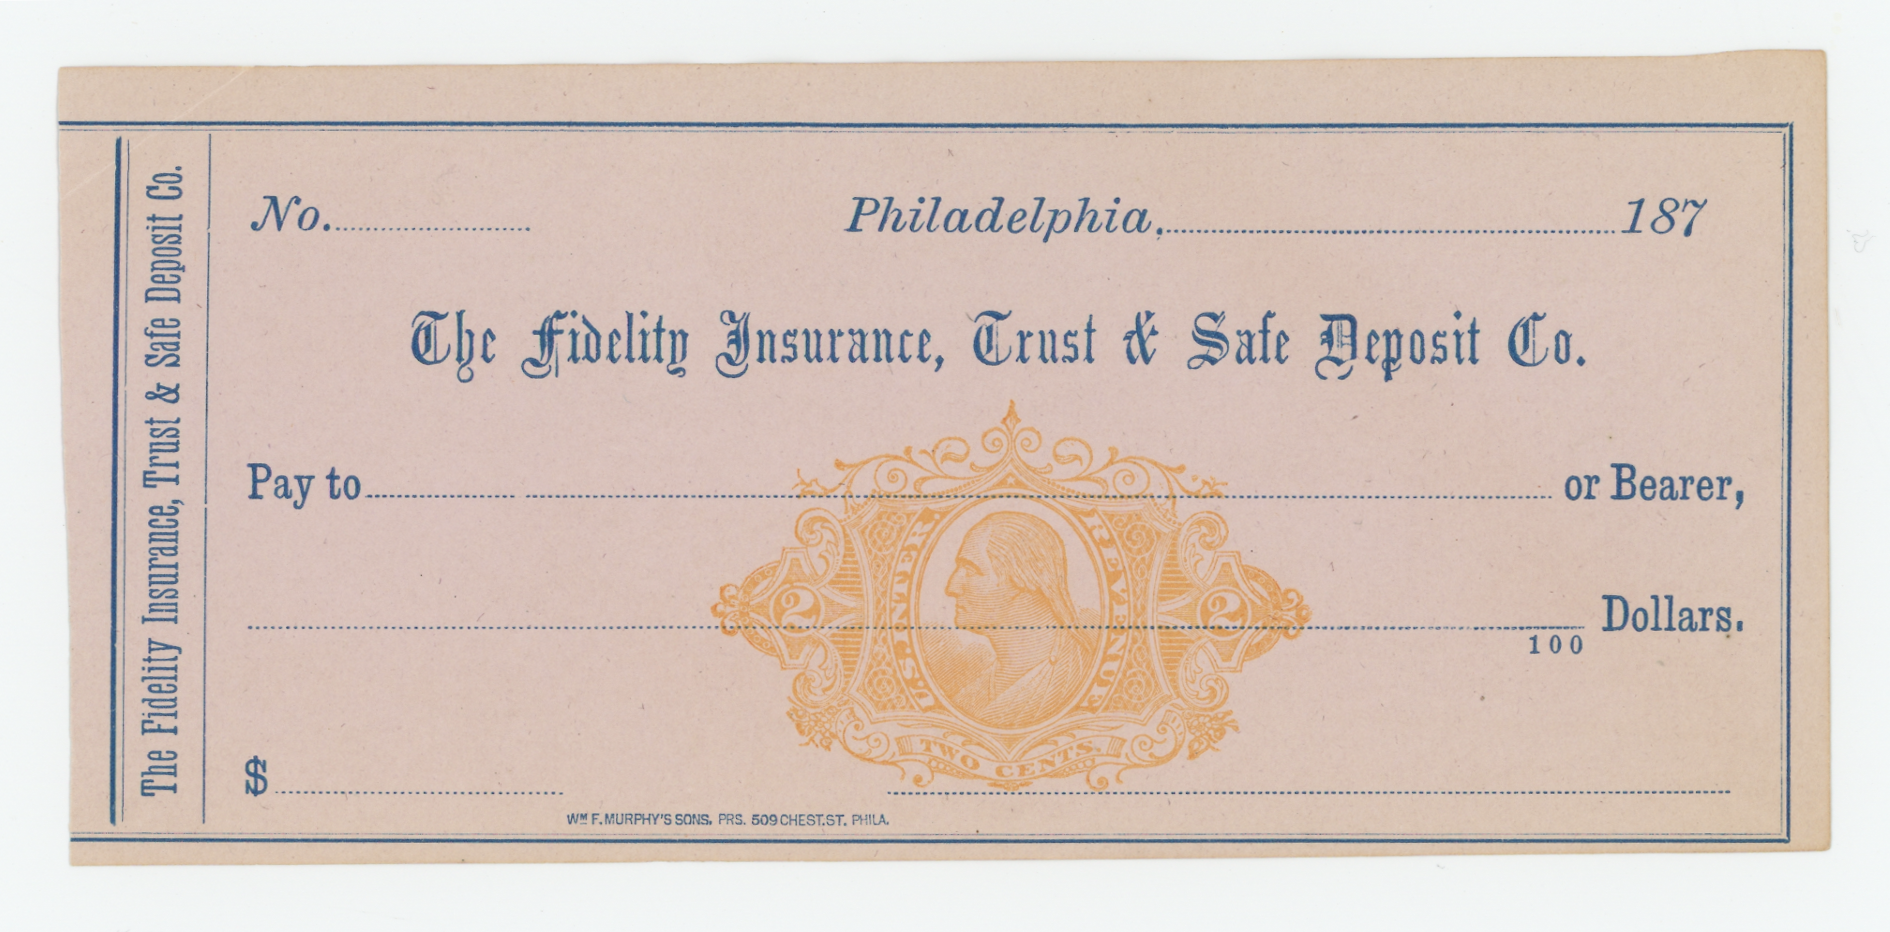 The Fidelity Insurance, Trust & Safe Deposit Co.
No. Philadelphia, 187
The Fidelity Insurance, Trust & Safe Deposit Co.
Pay to or Bearer,
U.S. INTER. REVENUE
2 2
Dollars.
100
TWO CENTS.
$
WM F. MURPHY'S SONS, PRS. 509 CHEST. ST. PHILA.